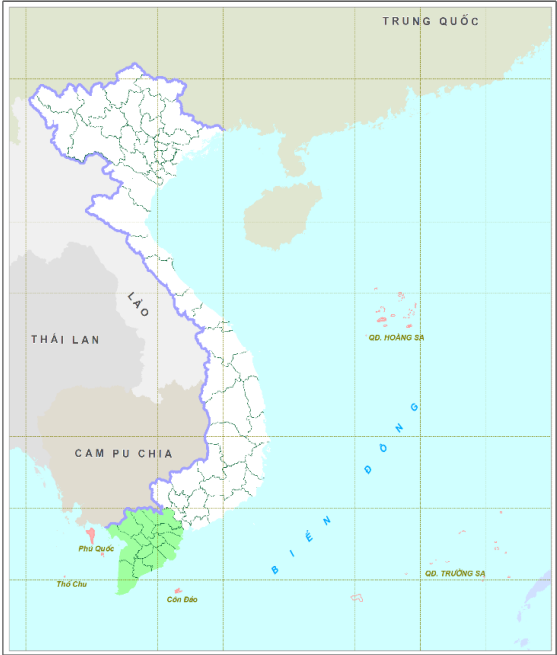 TRUNG QUỐC
LÀO
QĐ. HOÀNG SA
THÁI LAN
BIỂN ĐÔNG
CAM PU CHIA
Phú Quốc
QĐ. TRƯỜNG SA
Thổ Chu
Côn Đảo